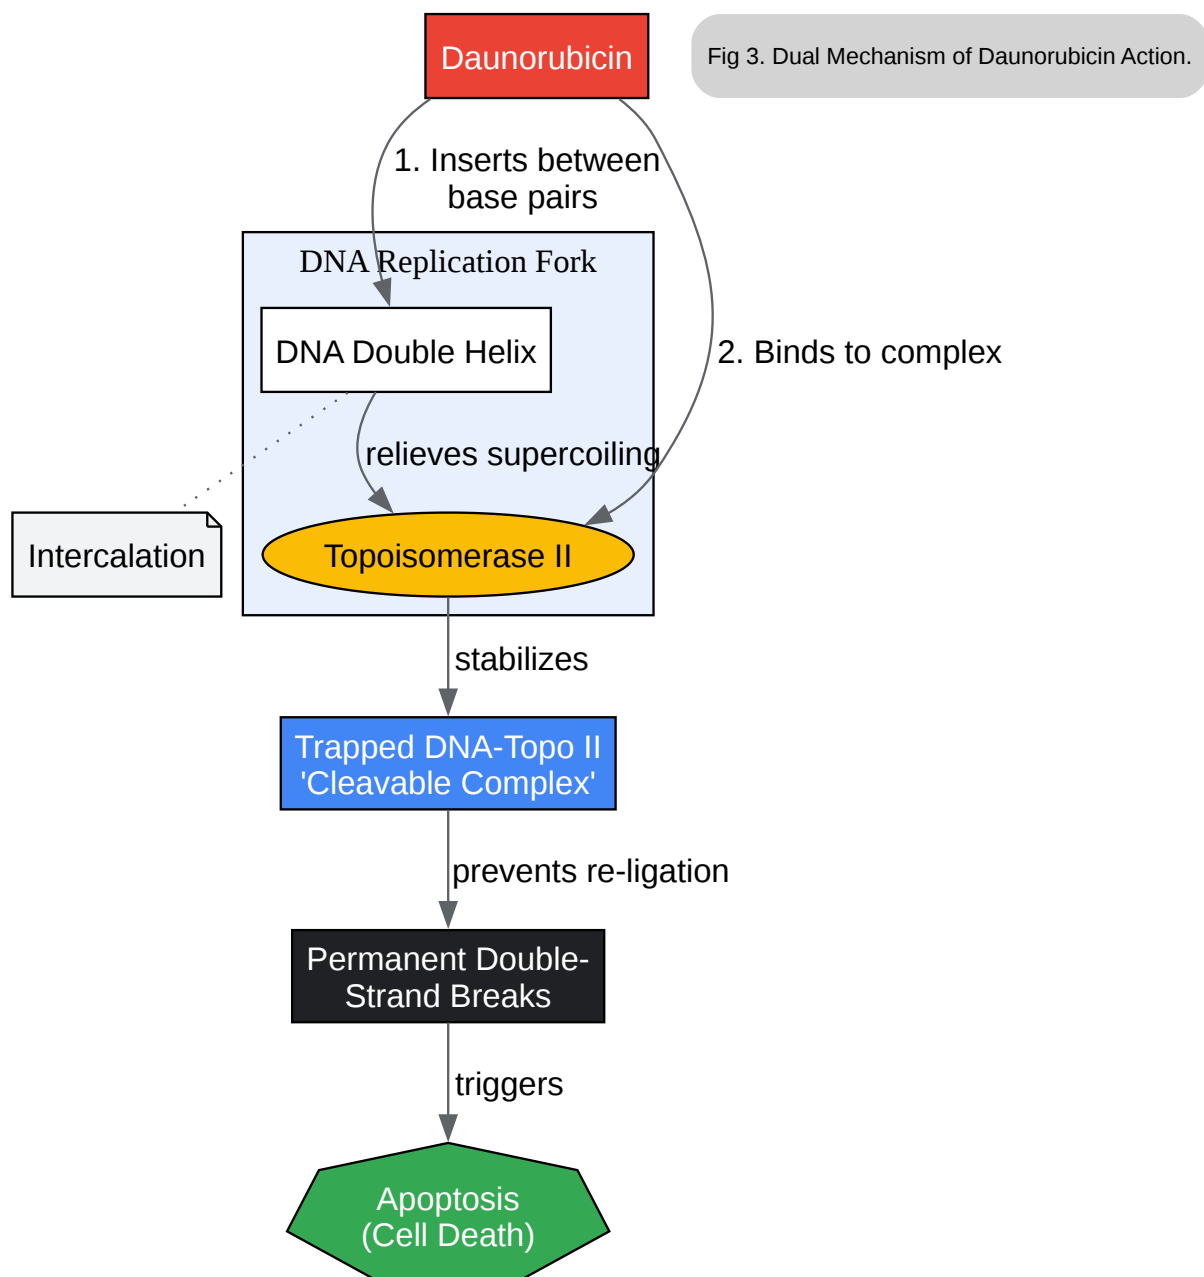 Daunorubicin
Fig 3. Dual Mechanism of Daunorubicin Action.
1. Inserts between
base pairs
DNA Replication Fork
DNA Double Helix
2. Binds to complex
relieves supercoiling
Intercalation
Topoisomerase II
stabilizes
Trapped DNA-Topo II
'Cleavable Complex'
prevents re-ligation
Permanent Double-
Strand Breaks
triggers
Apoptosis
(Cell Death)